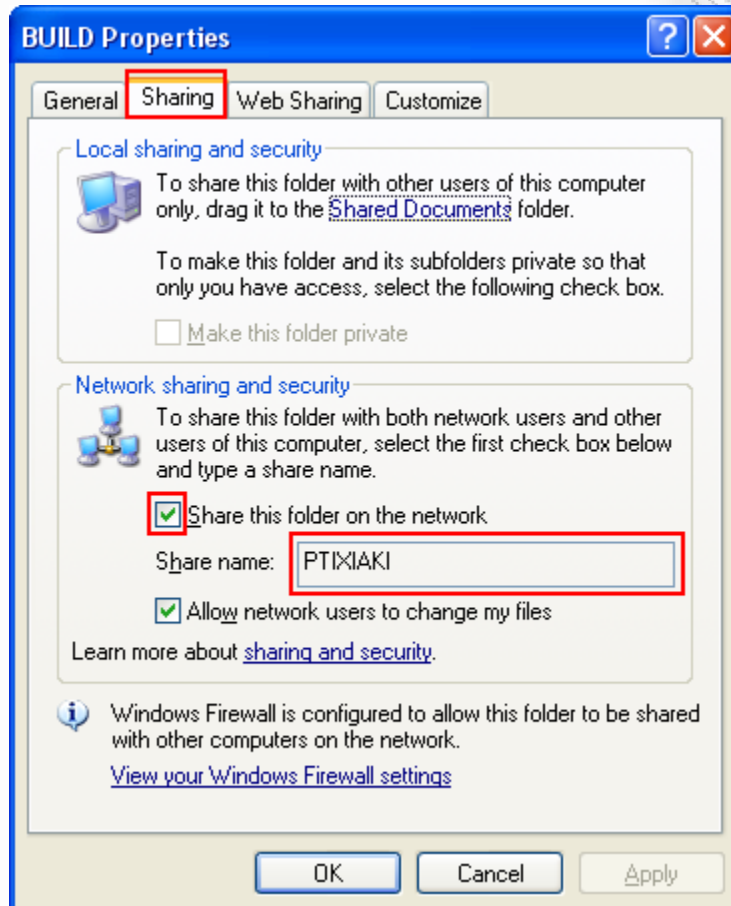 BUILD Properties
General Sharing Web Sharing Customize
Local sharing and security
To share this folder with other users of this computer
only, drag it to the Shared Documents folder.
To make this folder and its subfolders private so that
only you have access, select the following check box.
Make this folder private
Network sharing and security
To share this folder with both network users and other
users of this computer, select the first check box below
and type a share name.
Share this folder on the network
Share name: PTIXIAKI
Allow network users to change my files
Learn more about sharing and security.
Windows Firewall is configured to allow this folder to be shared
with other computers on the network.
View your Windows Firewall settings
OK Cancel Apply